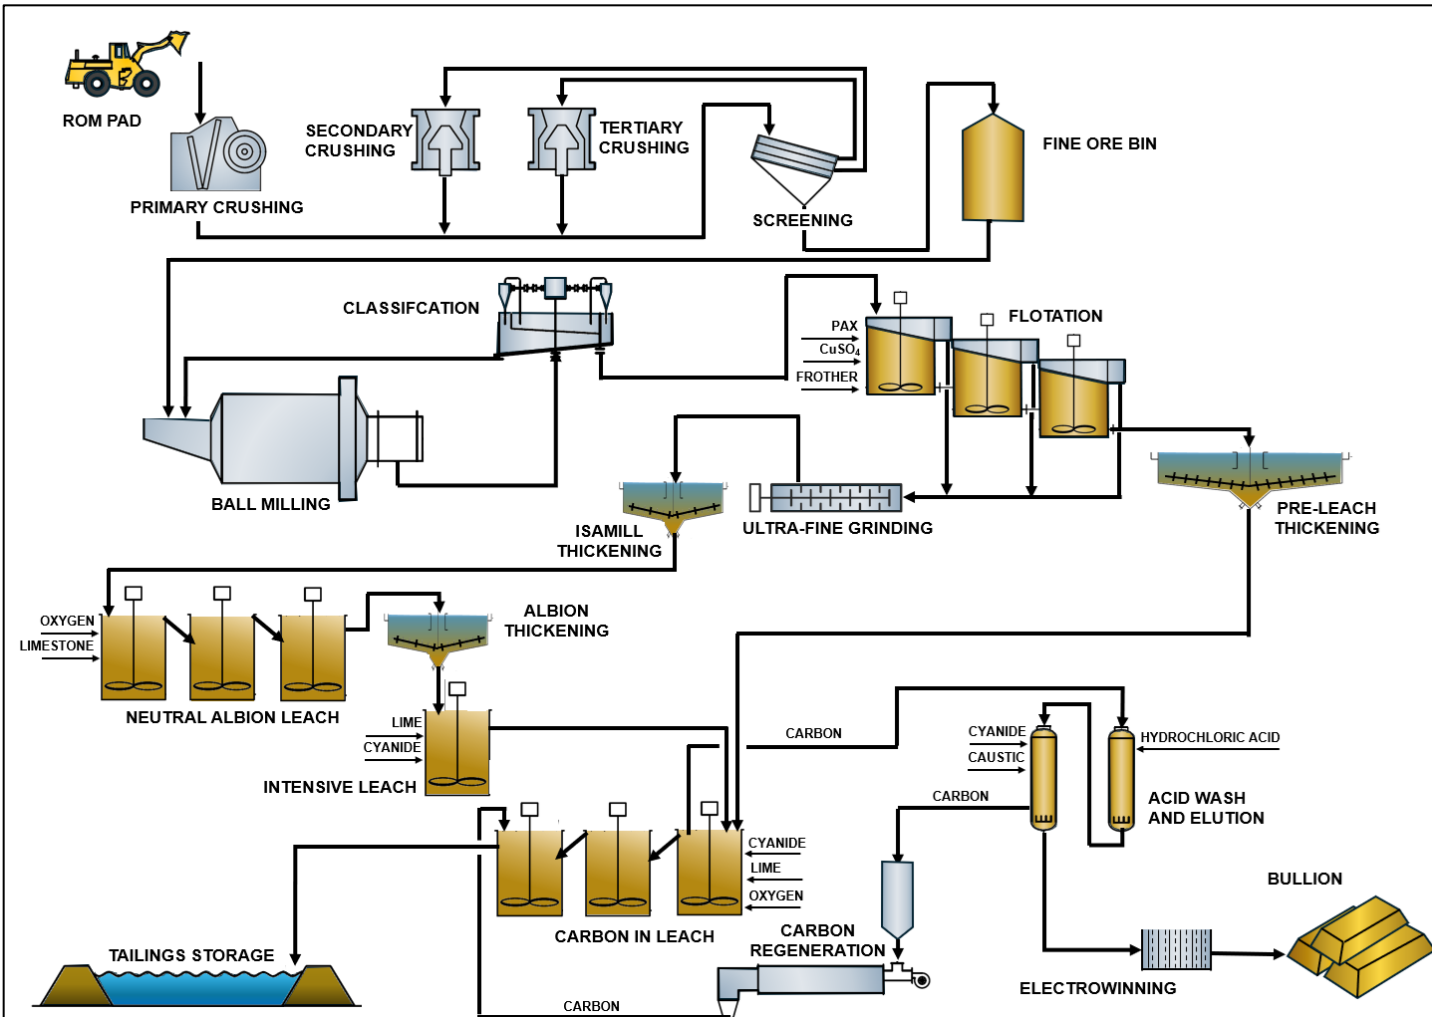 ROM PAD
PRIMARY CRUSHING
SECONDARY
CRUSHING
TERTIARY
CRUSHING
SCREENING
FINE ORE BIN
CLASSIFCATION
BALL MILLING
PAX
CuSO₄
FROTHER
FLOTATION
ISAMILL
THICKENING
ULTRA-FINE GRINDING
PRE-LEACH
THICKENING
OXYGEN
LIMESTONE
NEUTRAL ALBION LEACH
ALBION
THICKENING
LIME
CYANIDE
INTENSIVE LEACH
CARBON
CYANIDE
CAUSTIC
CARBON
HYDROCHLORIC ACID
ACID WASH
AND ELUTION
CYANIDE
LIME
OXYGEN
CARBON IN LEACH
CARBON
REGENERATION
TAILINGS STORAGE
CARBON
ELECTROWINNING
BULLION